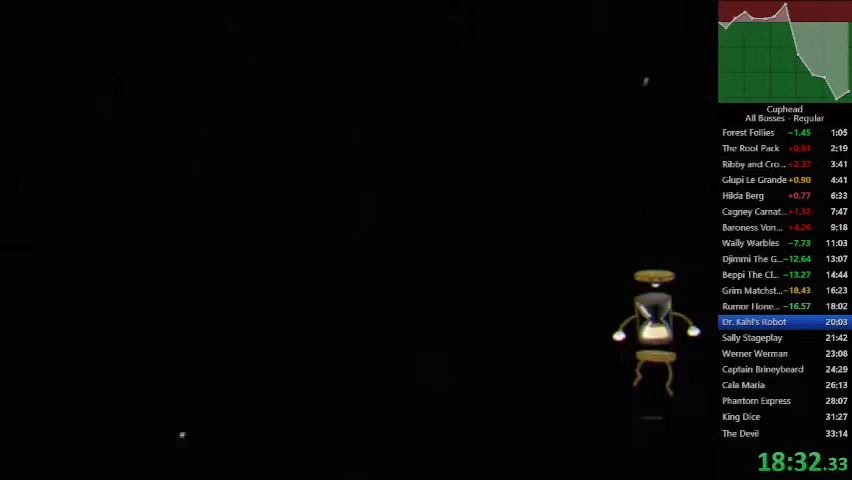 Cuphead
All Bosses - Regular
Forest Follies −1.45 1:05
The Root Pack +0.91 2:19
Ribby and Cro... +2.37 3:41
Glupi Le Grande +0.90 4:41
Hilda Berg +0.77 6:33
Cagney Carnat... +1.32 7:47
Baroness Von... +4.26 9:18
Wally Warbles −7.73 11:03
Djimmi The G... −12.64 13:07
Beppi The Cl... −13.27 14:44
Grim Matchst... −18.43 16:23
Rumor Hone... −16.57 18:02
Dr. Kahl's Robot 20:03
Sally Stageplay 21:42
Werner Werman 23:08
Captain Brineybeard 24:29
Cala Maria 26:13
Phantom Express 28:07
King Dice 31:27
The Devil 33:14
18:32.33